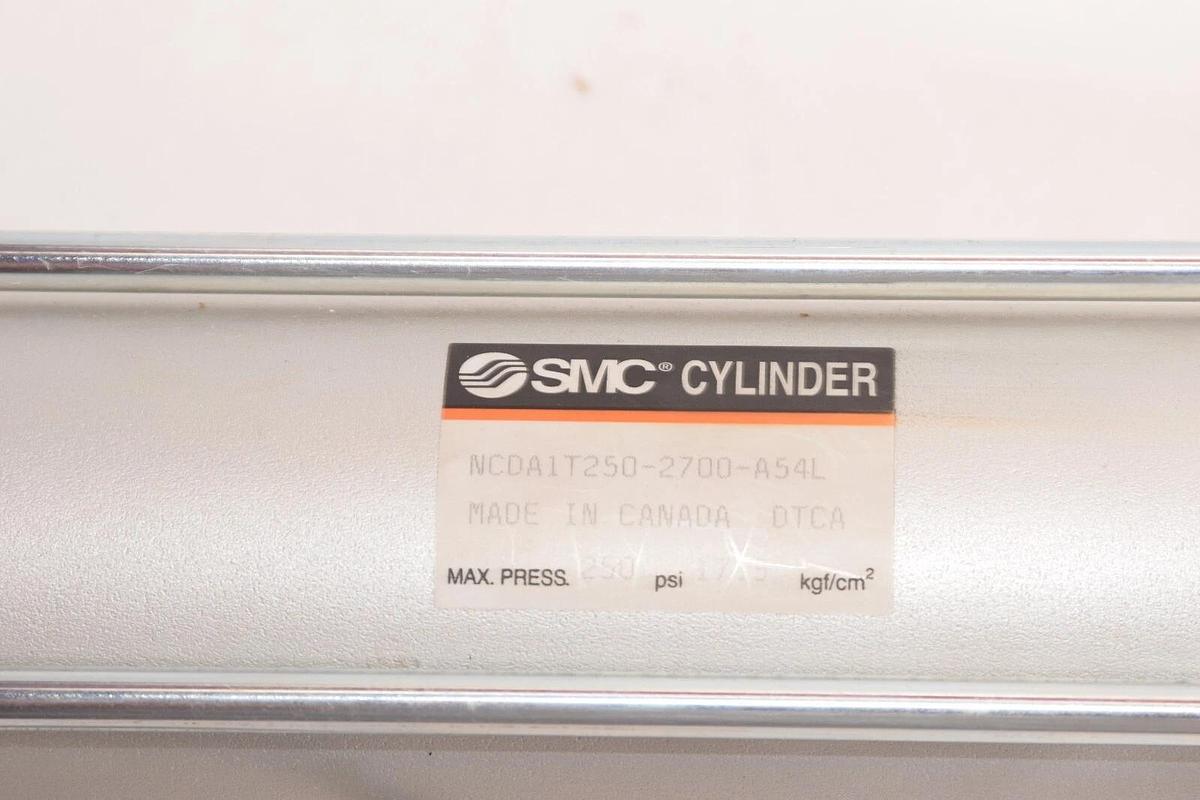 SMC® CYLINDER
NCDA1T250-2700-A54L
MADE IN CANADA DTCA
MAX. PRESS. 250 psi kgf/cm²